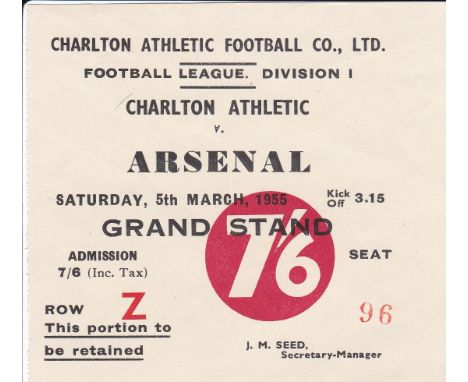 CHARLTON ATHLETIC FOOTBALL CO., LTD.
FOOTBALL LEAGUE. DIVISION I
CHARLTON ATHLETIC
v.
ARSENAL
SATURDAY, 5th MARCH, 1955 Kick Off 3.15
GRAND STAND
ADMISSION 7/6 SEAT
7/6 (Inc. Tax)
ROW Z 96
This portion to
be retained
J. M. SEED,
Secretary-Manager